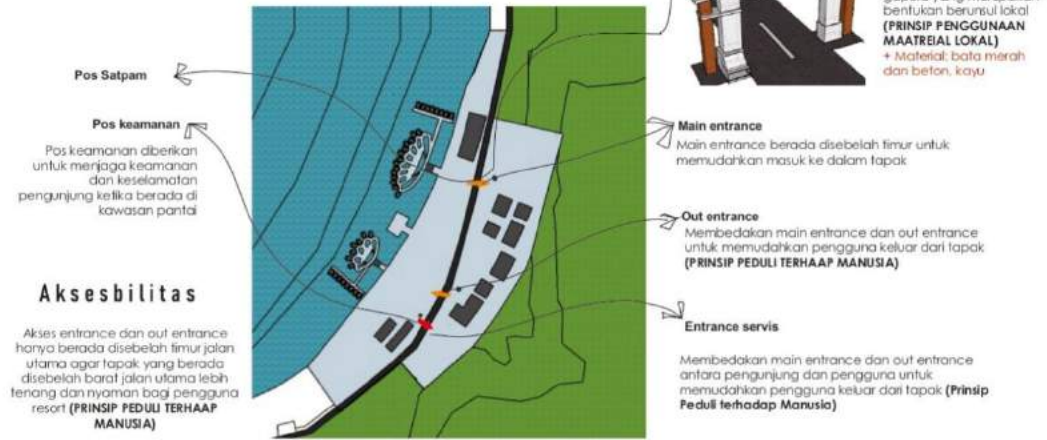 Pos Satpam
Pos keamanan
Pos keamanan diberikan
untuk menjaga keamanan
dan keselamatan
pengunjung ketika berada di
kawasan pantai
Aksesbilitas
Akses entrance dan out entrance
hanya berada disebelah timur jalan
utama agar tapak yang berada
disebelah barat jalan utama lebih
tenang dan nyaman bagi pengguna
resort (PRINSIP PEDULI TERHAAP
MANUSIA)
bentukan berunsul lokal
(PRINSIP PENGGUNAAN
MAATREIAL LOKAL)
+ Material: bata merah
dan beton, kayu
Main entrance
Main entrance berada disebelah timur untuk
memudahkan masuk ke dalam tapak
Out entrance
Membedakan main entrance dan out entrance
untuk memudahkan pengguna keluar dari tapak
(PRINSIP PEDULI TERHAAP MANUSIA)
Entrance servis
Membedakan main entrance dan out entrance
antara pengunjung dan pengguna untuk
memudahkan pengguna keluar dari tapak (Prinsip
Peduli terhadap Manusia)